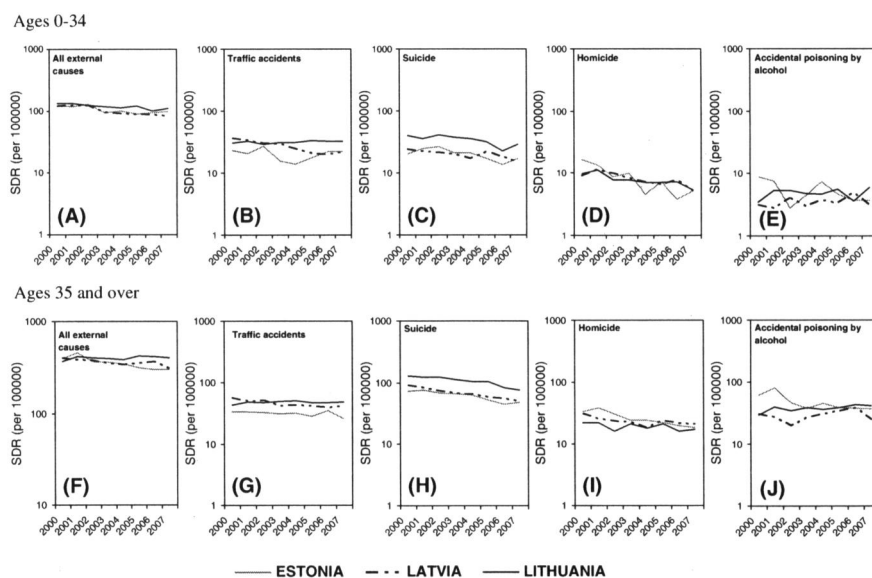 Ages 0-34
All external
causes
SDR (per 100000)
1000
100
10
1
(A)
2000 2001 2002 2003 2004 2005 2006 2007
Traffic accidents
SDR (per 100000)
1000
100
10
1
(B)
2000 2001 2002 2003 2004 2005 2006 2007
Suicide
SDR (per 100000)
1000
100
10
1
(C)
2000 2001 2002 2003 2004 2005 2006 2007
Homicide
SDR (per 100000)
1000
100
10
1
(D)
2000 2001 2002 2003 2004 2005 2006 2007
Accidental poisoning by
alcohol
SDR (per 100000)
1000
100
10
1
(E)
2000 2001 2002 2003 2004 2005 2006 2007
Ages 35 and over
All external
causes
SDR (per 100000)
1000
100
10
(F)
2000 2001 2002 2003 2004 2005 2006 2007
Traffic accidents
SDR (per 100000)
1000
100
10
1
(G)
2000 2001 2002 2003 2004 2005 2006 2007
Suicide
SDR (per 100000)
1000
100
10
1
(H)
2000 2001 2002 2003 2004 2005 2006 2007
Homicide
SDR (per 100000)
1000
100
10
1
(I)
2000 2001 2002 2003 2004 2005 2006 2007
Accidental poisoning by
alcohol
SDR (per 100000)
1000
100
10
1
(J)
2000 2001 2002 2003 2004 2005 2006 2007
ESTONIA LATVIA LITHUANIA